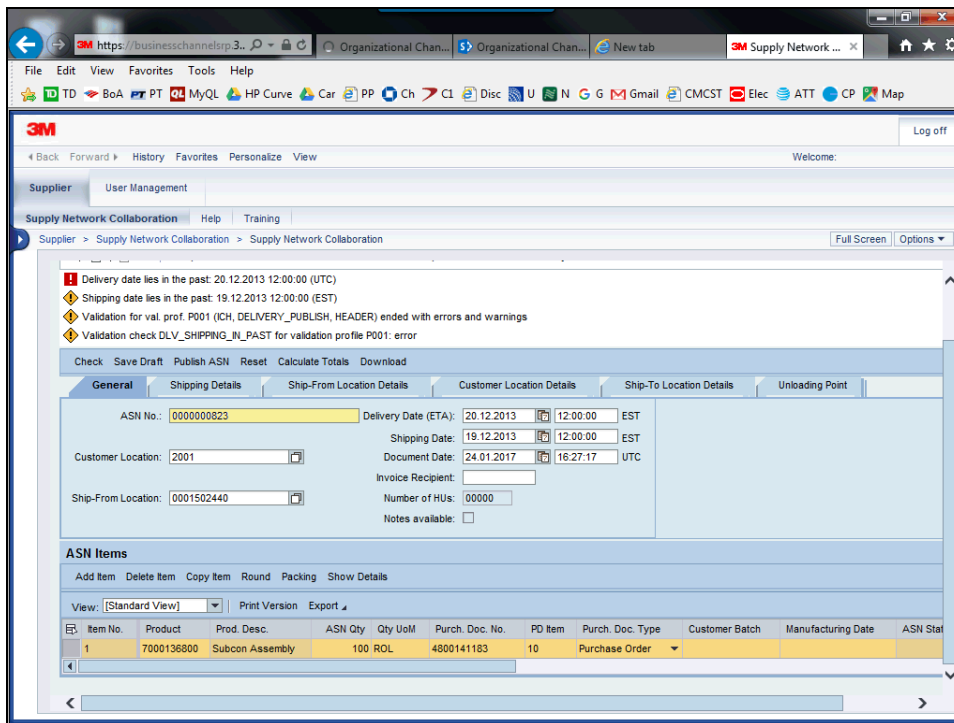 3M https://businesschannelsrp.3.. Organizational Chan... S Organizational Chan... New tab 3M Supply Network ...
File Edit View Favorites Tools Help
TD TD BoA PT PT QL MyQL HP Curve Car PP Ch C1 Disc U N G G Gmail CMCST Elec ATT CP Map
3M Log off
Back Forward History Favorites Personalize View Welcome:
Supplier User Management
Supply Network Collaboration Help Training
Supplier > Supply Network Collaboration > Supply Network Collaboration Full Screen Options
Delivery date lies in the past: 20.12.2013 12:00:00 (UTC)
Shipping date lies in the past: 19.12.2013 12:00:00 (EST)
Validation for val. prof. P001 (ICH, DELIVERY_PUBLISH, HEADER) ended with errors and warnings
Validation check DLV_SHIPPING_IN_PAST for validation profile P001: error
Check Save Draft Publish ASN Reset Calculate Totals Download
General Shipping Details Ship-From Location Details Customer Location Details Ship-To Location Details Unloading Point
ASN No.: 0000000823 Delivery Date (ETA): 20.12.2013 12:00:00 EST
Shipping Date: 19.12.2013 12:00:00 EST
Customer Location: 2001 Document Date: 24.01.2017 16:27:17 UTC
Invoice Recipient:
Ship-From Location: 0001502440 Number of HUs: 00000
Notes available:
ASN Items
Add Item Delete Item Copy Item Round Packing Show Details
View: [Standard View] Print Version Export
Item No. Product Prod. Desc. ASN Qty Qty UoM Purch. Doc. No. PD Item Purch. Doc. Type Customer Batch Manufacturing Date ASN Stat
1 7000136800 Subcon Assembly 100 ROL 4800141183 10 Purchase Order